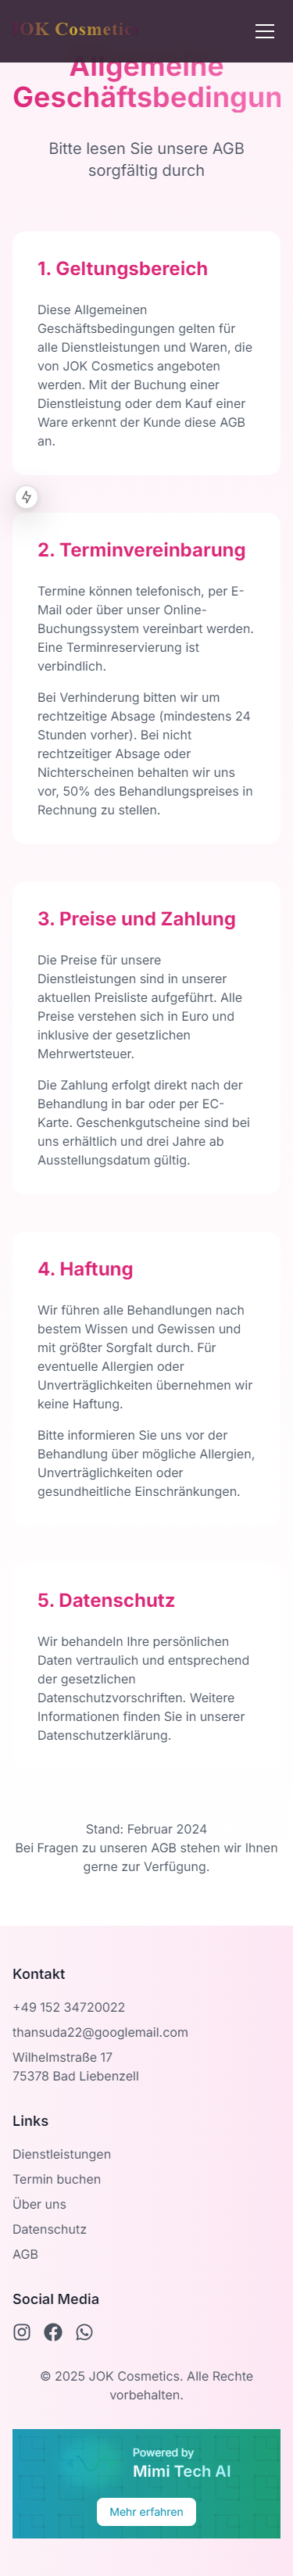 JOK Cosmetic
Allgemeine
Geschäftsbedingun
Bitte lesen Sie unsere AGB
sorgfältig durch
1. Geltungsbereich
Diese Allgemeinen
Geschäftsbedingungen gelten für
alle Dienstleistungen und Waren, die
von JOK Cosmetics angeboten
werden. Mit der Buchung einer
Dienstleistung oder dem Kauf einer
Ware erkennt der Kunde diese AGB
an.
2. Terminvereinbarung
Termine können telefonisch, per E-
Mail oder über unser Online-
Buchungssystem vereinbart werden.
Eine Terminreservierung ist
verbindlich.
Bei Verhinderung bitten wir um
rechtzeitige Absage (mindestens 24
Stunden vorher). Bei nicht
rechtzeitiger Absage oder
Nichterscheinen behalten wir uns
vor, 50% des Behandlungspreises in
Rechnung zu stellen.
3. Preise und Zahlung
Die Preise für unsere
Dienstleistungen sind in unserer
aktuellen Preisliste aufgeführt. Alle
Preise verstehen sich in Euro und
inklusive der gesetzlichen
Mehrwertsteuer.
Die Zahlung erfolgt direkt nach der
Behandlung in bar oder per EC-
Karte. Geschenkgutscheine sind bei
uns erhältlich und drei Jahre ab
Ausstellungsdatum gültig.
4. Haftung
Wir führen alle Behandlungen nach
bestem Wissen und Gewissen und
mit größter Sorgfalt durch. Für
eventuelle Allergien oder
Unverträglichkeiten übernehmen wir
keine Haftung.
Bitte informieren Sie uns vor der
Behandlung über mögliche Allergien,
Unverträglichkeiten oder
gesundheitliche Einschränkungen.
5. Datenschutz
Wir behandeln Ihre persönlichen
Daten vertraulich und entsprechend
der gesetzlichen
Datenschutzvorschriften. Weitere
Informationen finden Sie in unserer
Datenschutzerklärung.
Stand: Februar 2024
Bei Fragen zu unseren AGB stehen wir Ihnen
gerne zur Verfügung.
Kontakt
+49 152 34720022
thansuda22@googlemail.com
Wilhelmstraße 17
75378 Bad Liebenzell
Links
Dienstleistungen
Termin buchen
Über uns
Datenschutz
AGB
Social Media
© 2025 JOK Cosmetics. Alle Rechte
vorbehalten.
Powered by
Mimi Tech AI
Mehr erfahren